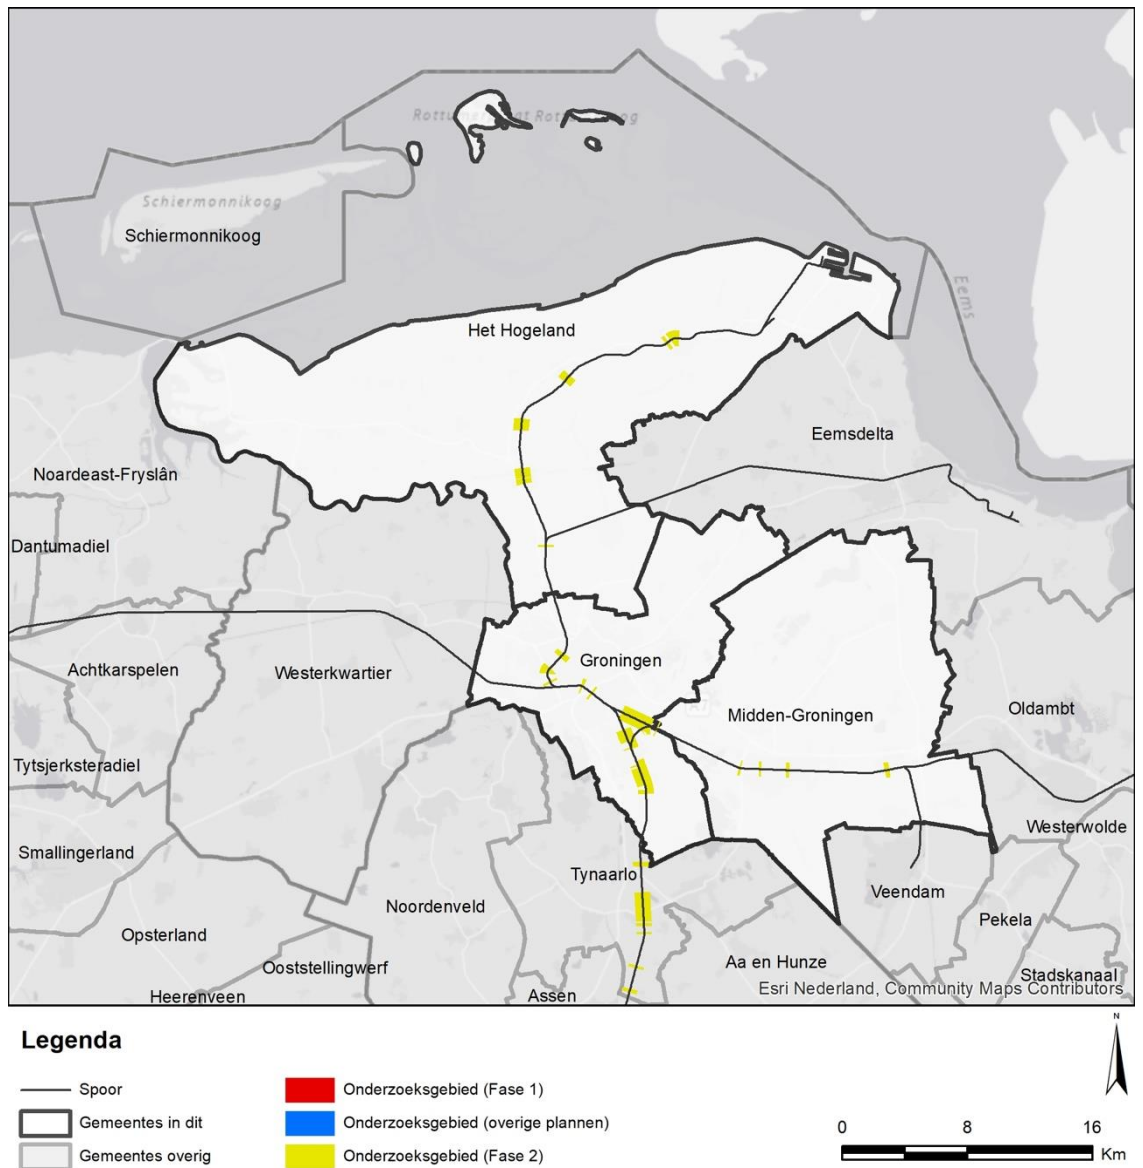 Schiermonnikoog
Schiermonnikoog
Eems
Het Hogeland
Eemsdelta
Noardeast-Fryslân
Dantumadiel
Achtkarspelen
Westerkwartier
Groningen
Midden-Groningen
Oldambt
Tytsjerksteradiel
Smallingerland
Westerwolde
Tynaarlo
Veendam
Noordenveld
Pekela
Opsterland
Aa en Hunze
Ooststellingwerf
Stadskanaal
Heerenveen
Assen
Esri Nederland, Community Maps Contributors
Legenda
Spoor
Gemeentes in dit
Gemeentes overig
Onderzoeksgebied (Fase 1)
Onderzoeksgebied (overige plannen)
Onderzoeksgebied (Fase 2)
N
0 8 16
Km